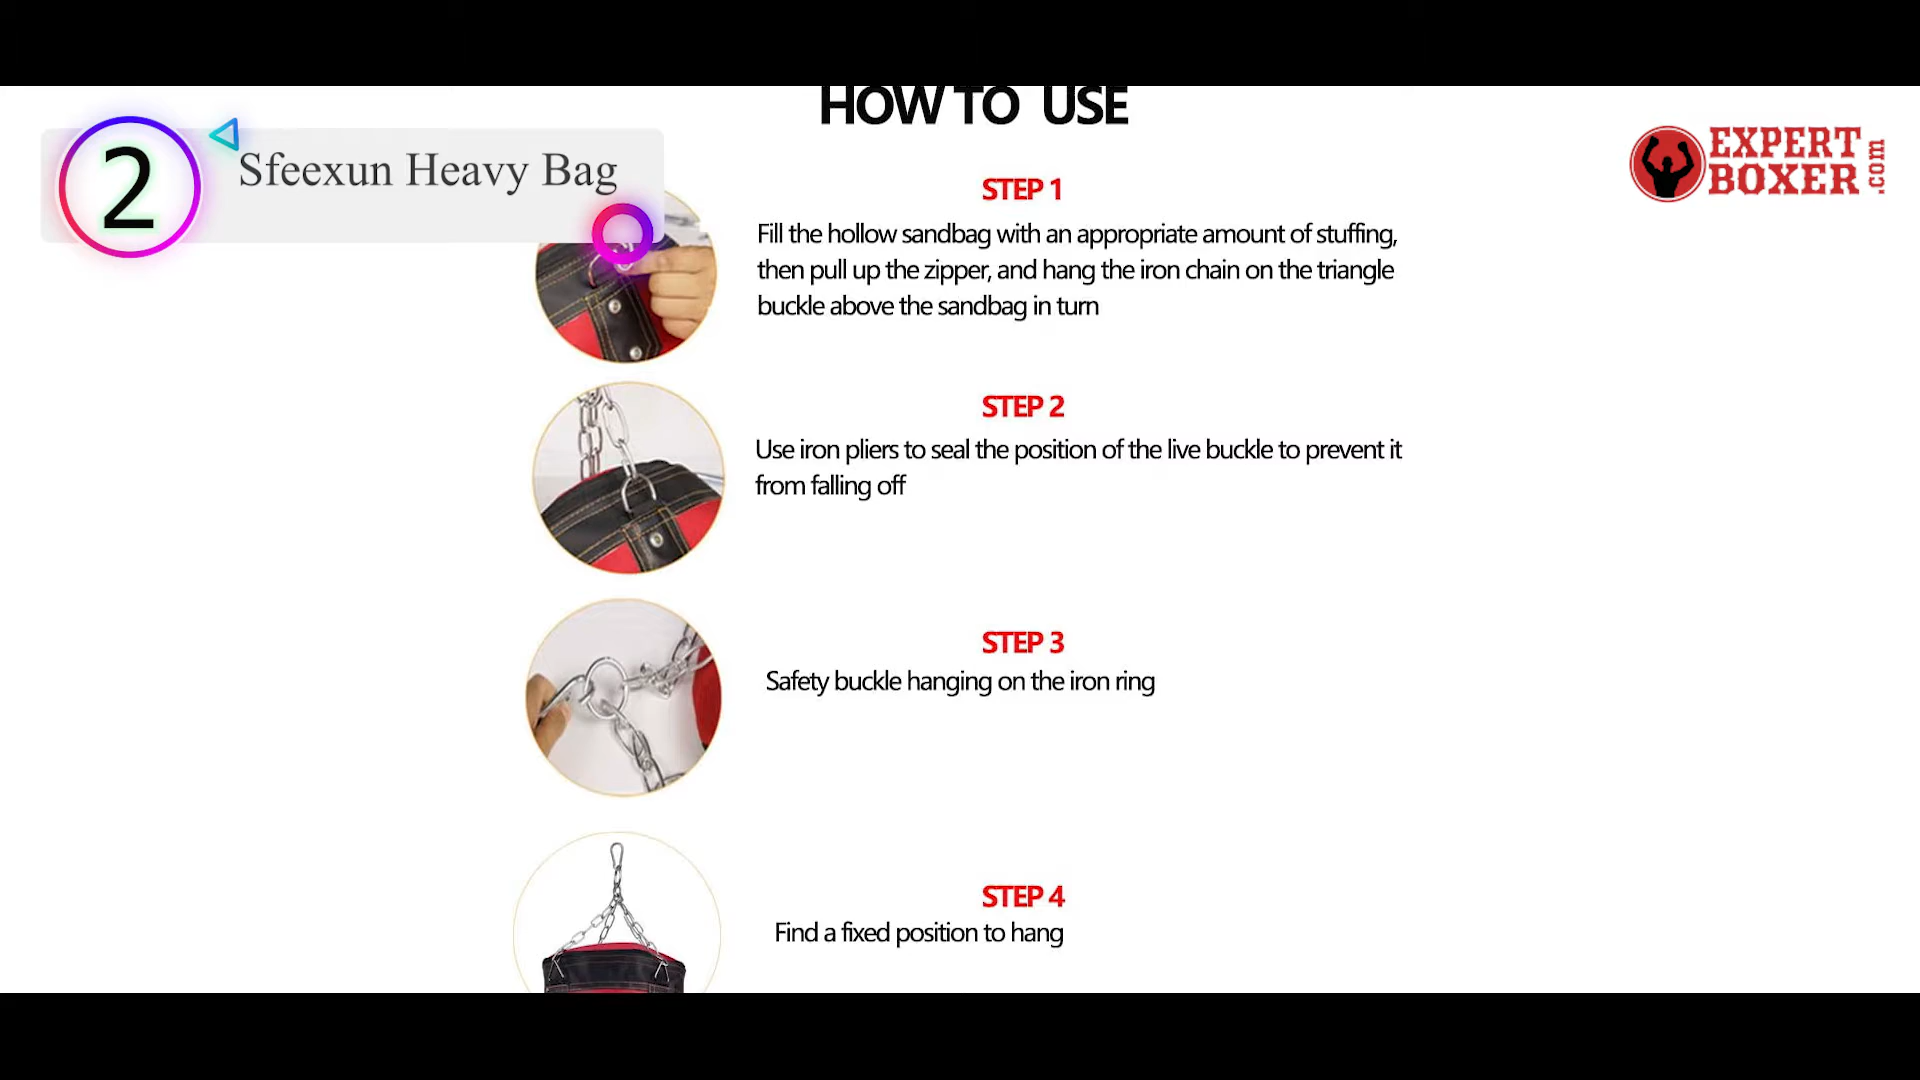 HOW TO USE
2
Sfeexun Heavy Bag
EXPERT
BOXER
.com
STEP 1
Fill the hollow sandbag with an appropriate amount of stuffing,
then pull up the zipper, and hang the iron chain on the triangle
buckle above the sandbag in turn
STEP 2
Use iron pliers to seal the position of the live buckle to prevent it
from falling off
STEP 3
Safety buckle hanging on the iron ring
STEP 4
Find a fixed position to hang